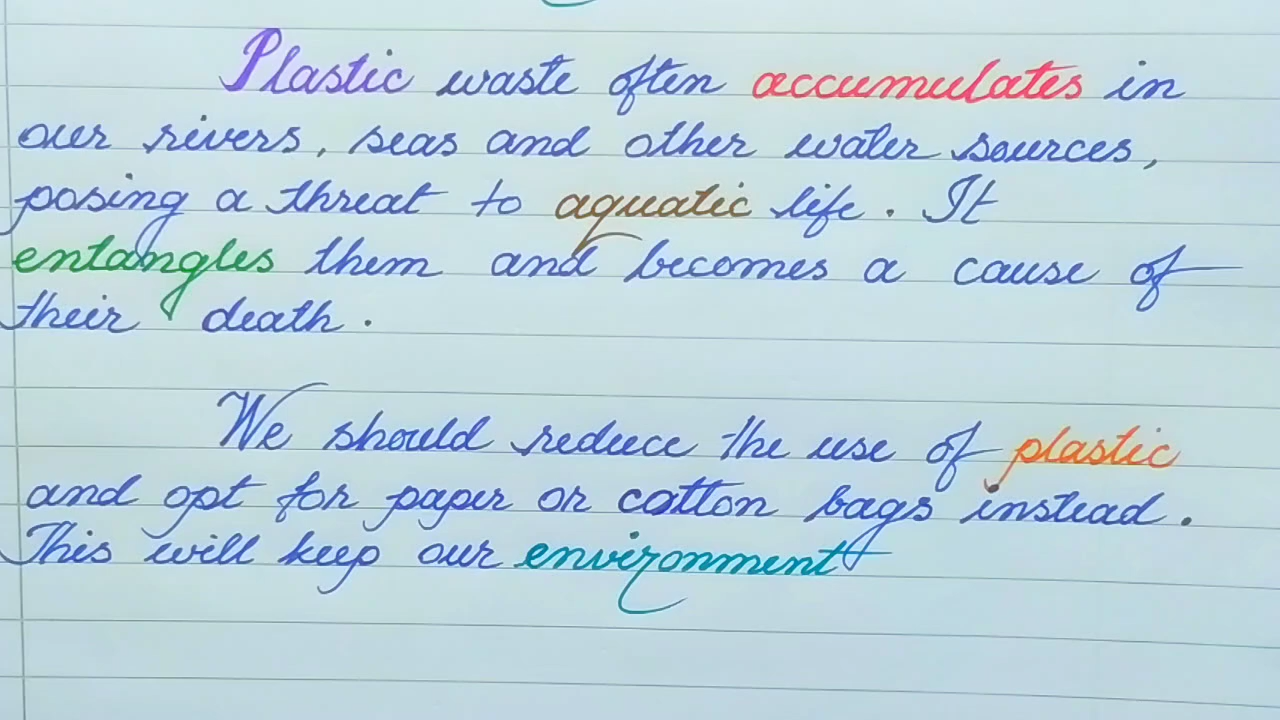 Plastic waste often accumulates in
our rivers, seas and other water sources,
posing a threat to aquatic life. It
entangles them and becomes a cause of
their death.
We should reduce the use of plastic
and opt for paper or cotton bags instead.
This will keep our environment